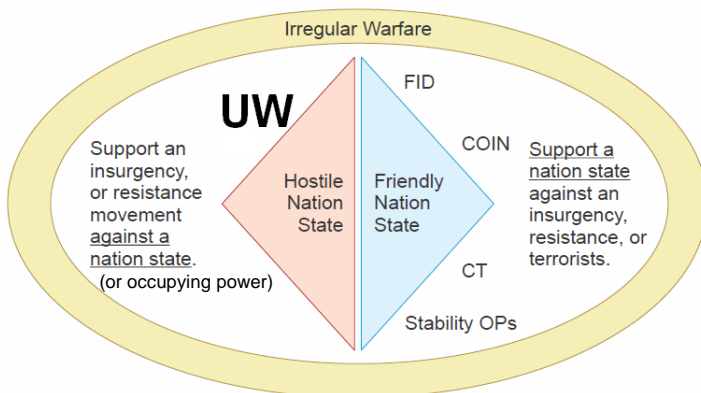 Irregular Warfare
UW
Support an
insurgency,
or resistance
movement
against a
nation state.
(or occupying power)
Hostile
Nation
State
Friendly
Nation
State
FID
COIN
CT
Stability OPs
Support a
nation state
against an
insurgency,
resistance, or
terrorists.